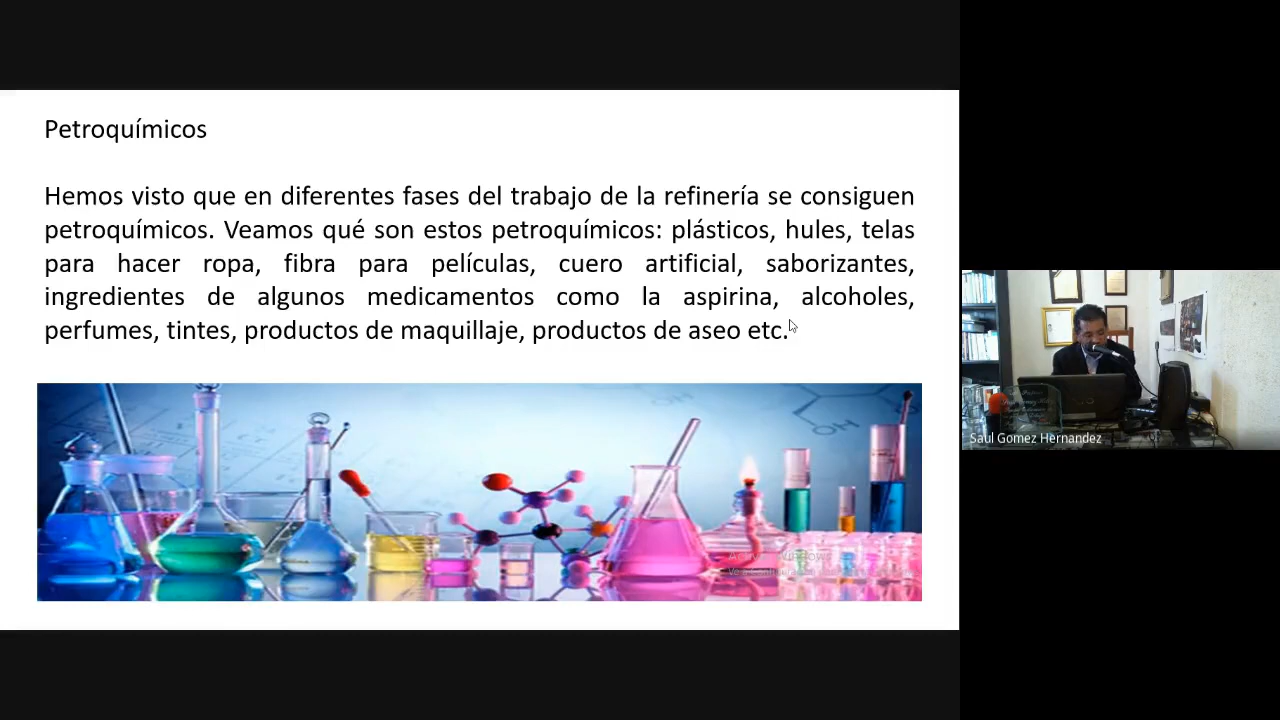 Petroquímicos
Hemos visto que en diferentes fases del trabajo de la refinería se consiguen
petroquímicos. Veamos qué son estos petroquímicos: plásticos, hules, telas
para hacer ropa, fibra para películas, cuero artificial, saborizantes,
ingredientes de algunos medicamentos como la aspirina, alcoholes,
perfumes, tintes, productos de maquillaje, productos de aseo etc.
OH
Saul Gomez Hernandez